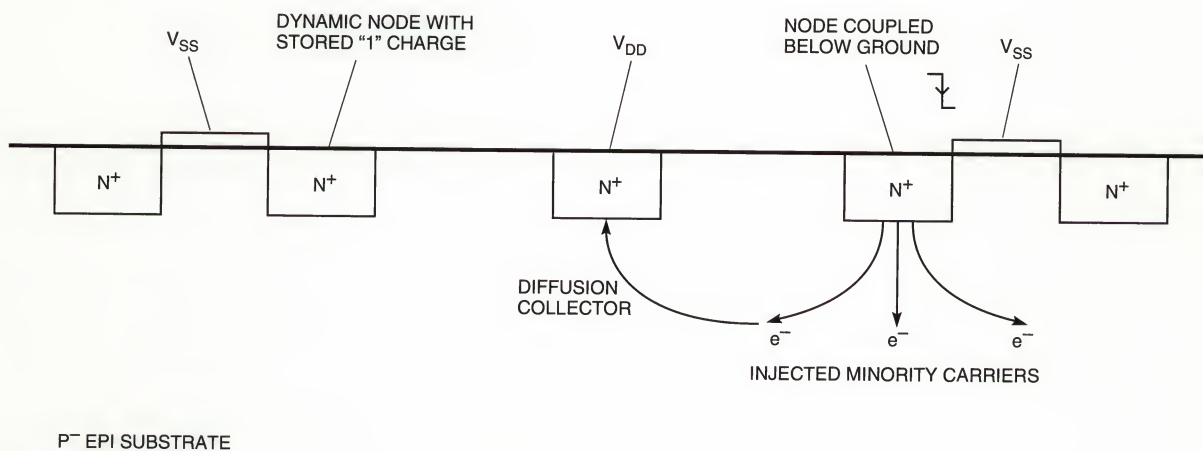 DYNAMIC NODE WITH
STORED “1” CHARGE
NODE COUPLED
BELOW GROUND
VSS
VDD
VSS
N+
N+
N+
N+
N+
DIFFUSION
COLLECTOR
e−
e−
e−
INJECTED MINORITY CARRIERS
P− EPI SUBSTRATE